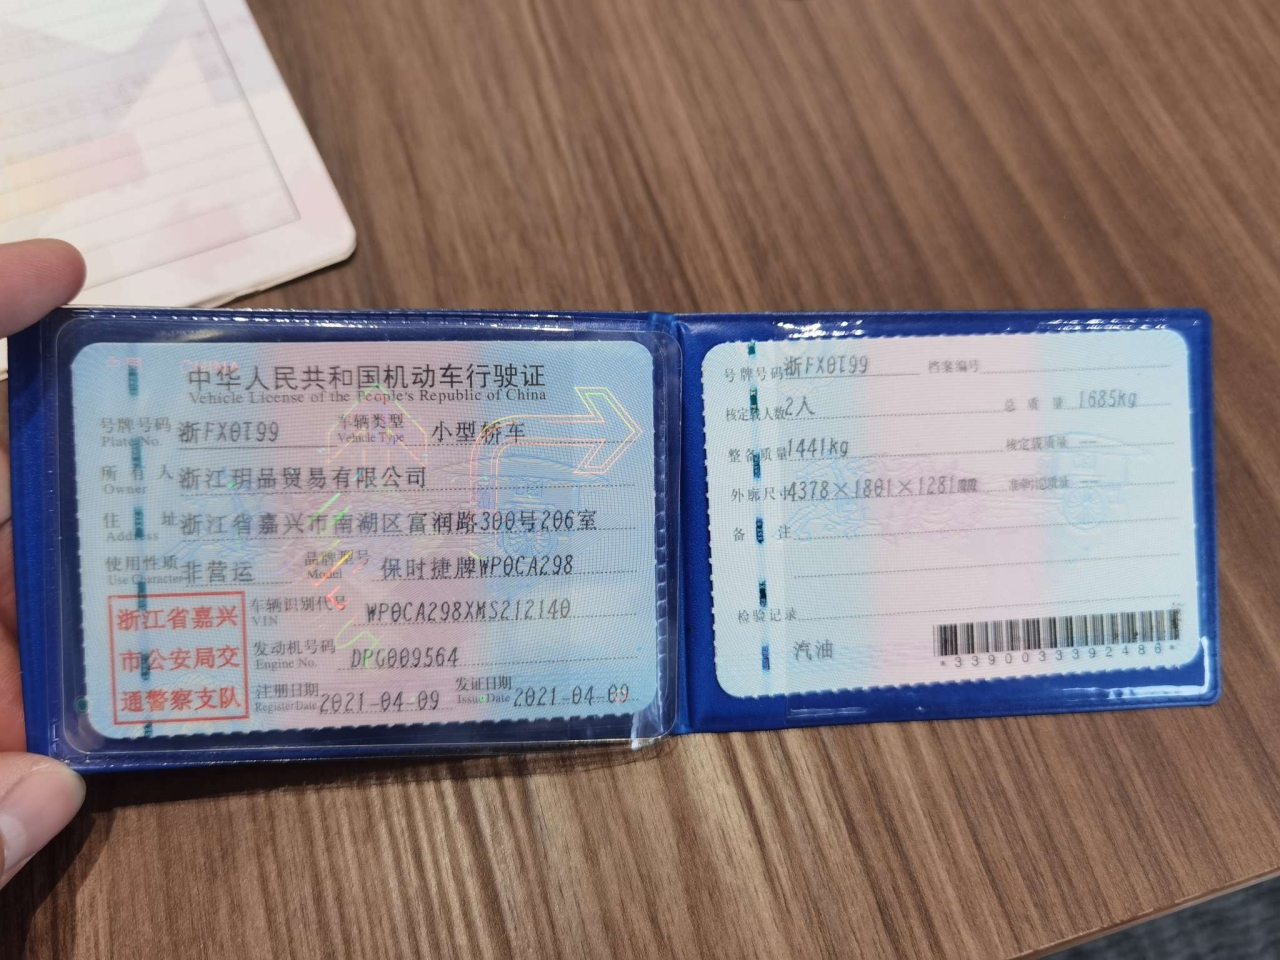 中华人民共和国机动车行驶证
Vehicle License of the People's Republic of China
号牌号码 浙FX0T99 车辆类型 小型轿车
Plate No. Vehicle Type
所有人 浙江玥品贸易有限公司
Owner
住址 浙江省嘉兴市南湖区富润路300号206室
Address
使用性质 非营运 品牌型号 保时捷牌WP0CA298
Use Character Model
浙江省嘉兴
市公安局交
通警察支队
车辆识别代号 WP0CA298XMS212140
VIN
发动机号码 DPG009564
Engine No.
注册日期 2021-04-09 发证日期 2021-04-09
Register Date Issue Date
号牌号码 浙FX0T99 档案编号
核定载人数 2人 总质量 1685kg
整备质量 1441kg 核定载质量 --
外廓尺寸 4378×1801×1281mm 准牵引总质量 --
备注
检验记录
汽油
*3390033392486*